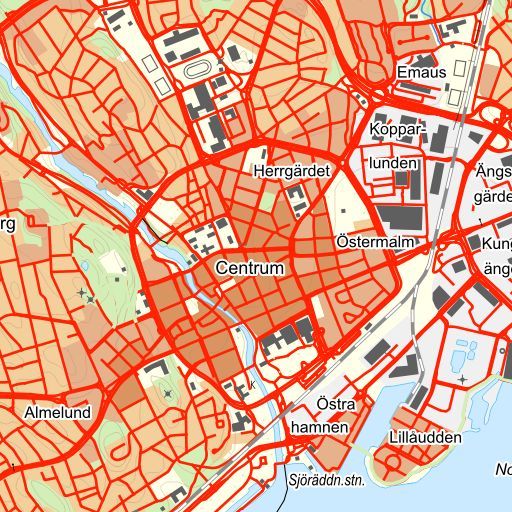 Emaus
Koppar-
lunden
Herrgärdet
Ängs
gärde
rg
Östermalm
Kung
änge
Centrum
K
Almelund
Östra
hamnen
Lillåudden
Sjöräddn.stn.
No